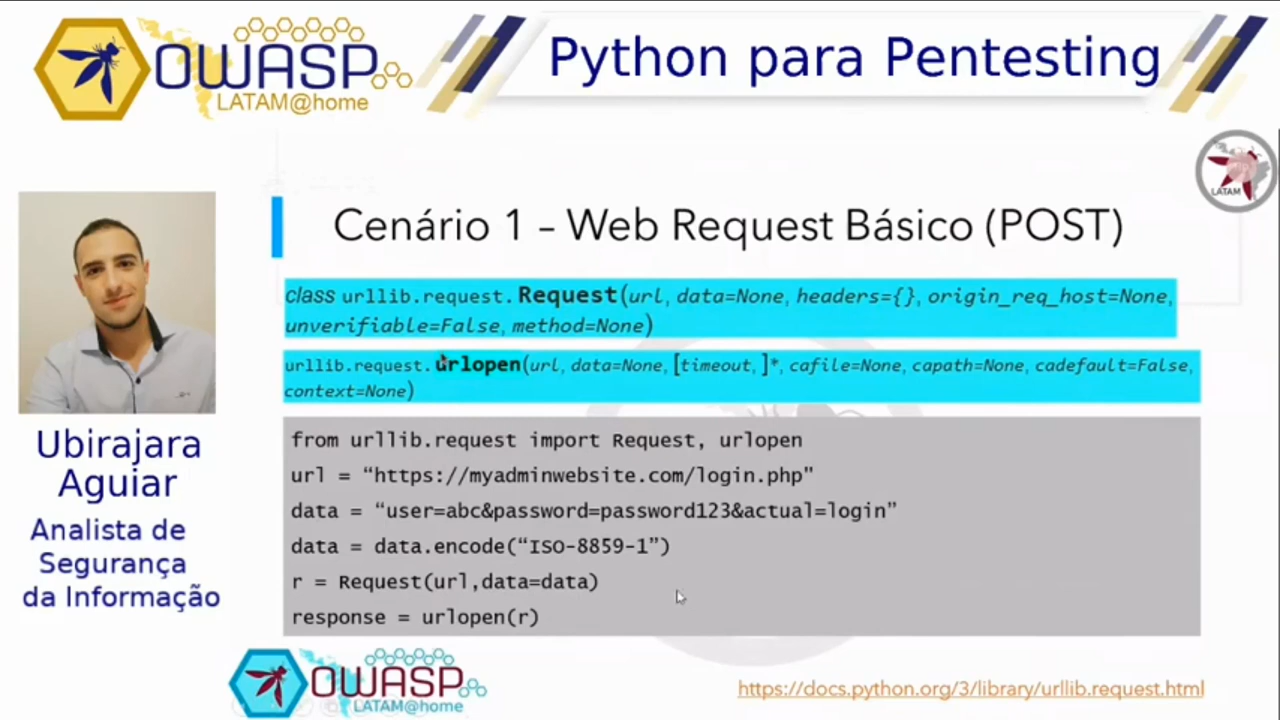 OWASP
LATAM@home
Python para Pentesting
LATAM
Cenário 1 – Web Request Básico (POST)
class urllib.request.Request(url, data=None, headers={}, origin_req_host=None,
unverifiable=False, method=None)
urllib.request.urlopen(url, data=None, [timeout, ]*, cafile=None, capath=None, cadefault=False,
context=None)
from urllib.request import Request, urlopen
url = “https://myadminwebsite.com/login.php"
data = “user=abc&password=password123&actual=login”
data = data.encode(“ISO-8859-1”)
r = Request(url,data=data)
response = urlopen(r)
Ubirajara
Aguiar
Analista de
Segurança
da Informação
OWASP
LATAM@home
https://docs.python.org/3/library/urllib.request.html